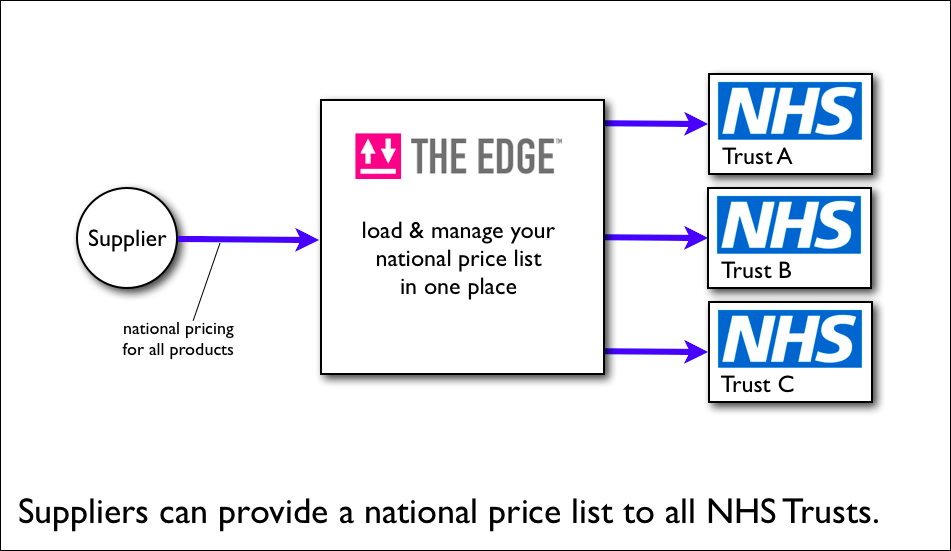 Supplier
national pricing
for all products
THE EDGE™
load & manage your
national price list
in one place
NHS
Trust A
NHS
Trust B
NHS
Trust C
Suppliers can provide a national price list to all NHS Trusts.